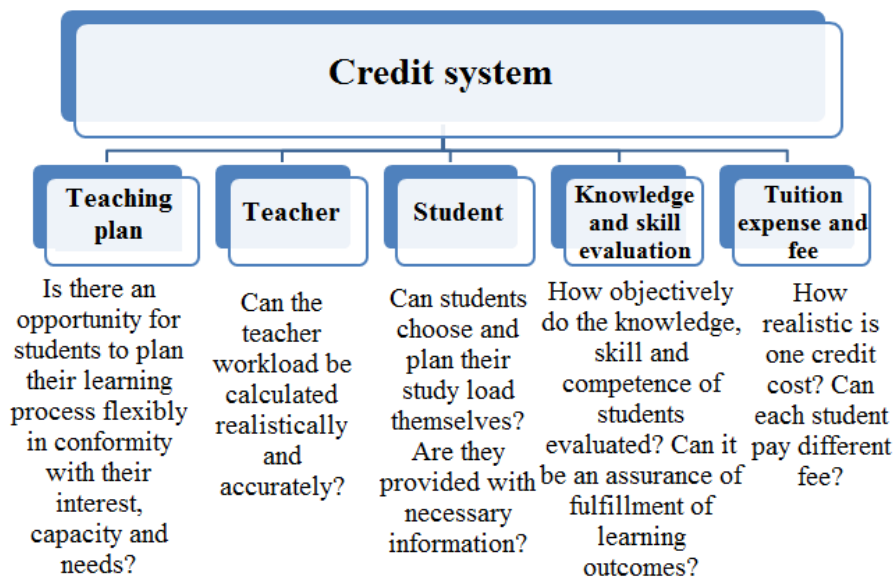 Credit system
Teaching
plan
Teacher
Student
Knowledge
and skill
evaluation
Tuition
expense and
fee
Is there an
opportunity for
students to plan
their learning
process flexibly
in conformity
with their
interest,
capacity and
needs?
Can the
teacher
workload be
calculated
realistically
and
accurately?
Can students
choose and
plan their
study load
themselves?
Are they
provided with
necessary
information?
How objectively
do the knowledge,
skill and
competence of
students
evaluated? Can it
be an assurance of
fulfillment of
learning
outcomes?
How
realistic is
one credit
cost? Can
each student
pay different
fee?